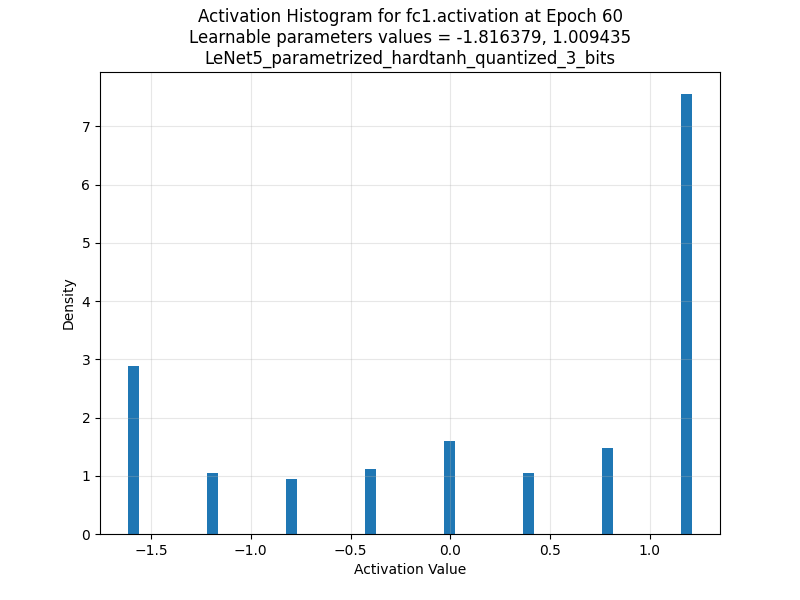 Activation Histogram for fc1.activation at Epoch 60
Learnable parameters values = -1.816379, 1.009435
LeNet5_parametrized_hardtanh_quantized_3_bits
7
6
5
4
3
2
1
0
Density
−1.5
−1.0
−0.5
0.0
0.5
1.0
Activation Value